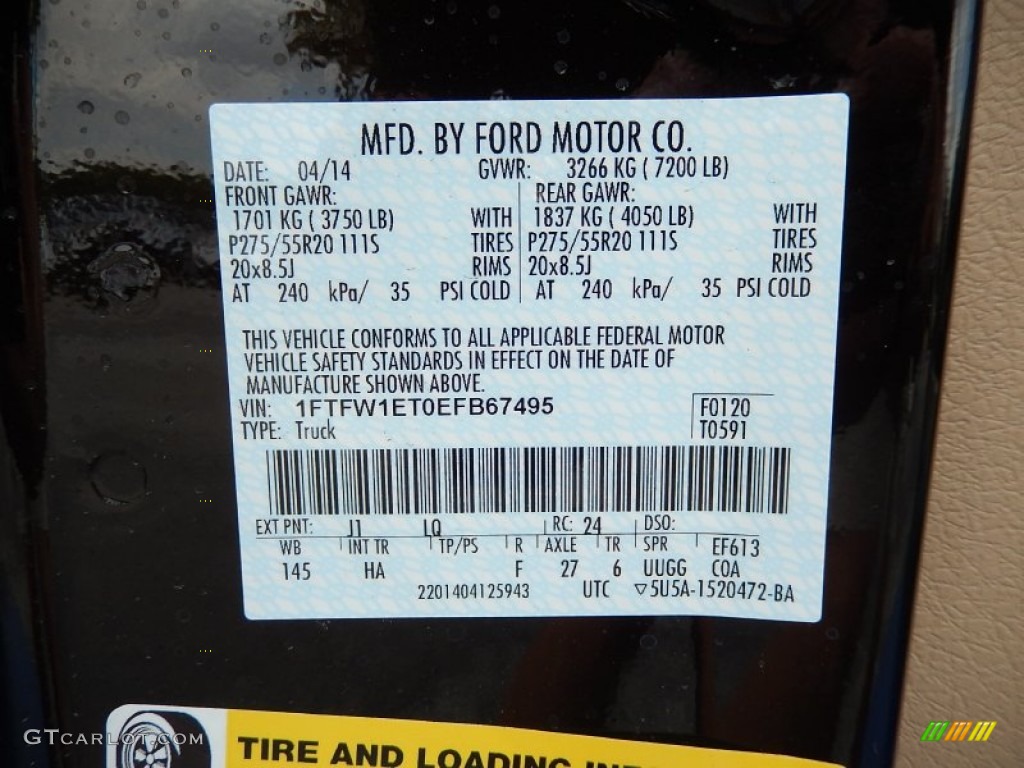 MFD. BY FORD MOTOR CO.
DATE: 04/14 GVWR: 3266 KG ( 7200 LB)
FRONT GAWR: REAR GAWR:
1701 KG ( 3750 LB) WITH 1837 KG ( 4050 LB) WITH
P275/55R20 111S TIRES P275/55R20 111S TIRES
20x8.5J RIMS 20x8.5J RIMS
AT 240 kPa/ 35 PSI COLD AT 240 kPa/ 35 PSI COLD
THIS VEHICLE CONFORMS TO ALL APPLICABLE FEDERAL MOTOR
VEHICLE SAFETY STANDARDS IN EFFECT ON THE DATE OF
MANUFACTURE SHOWN ABOVE.
VIN: 1FTFW1ET0EFB67495 F0120
TYPE: Truck T0591
EXT PNT: J1 LQ RC: 24 DSO:
WB INT TR TP/PS R AXLE TR SPR EF613
145 HA F 27 6 UUGG COA
2201404125943 UTC ▽5U5A-1520472-BA
GTCARLOT.COM
TIRE AND LOADING